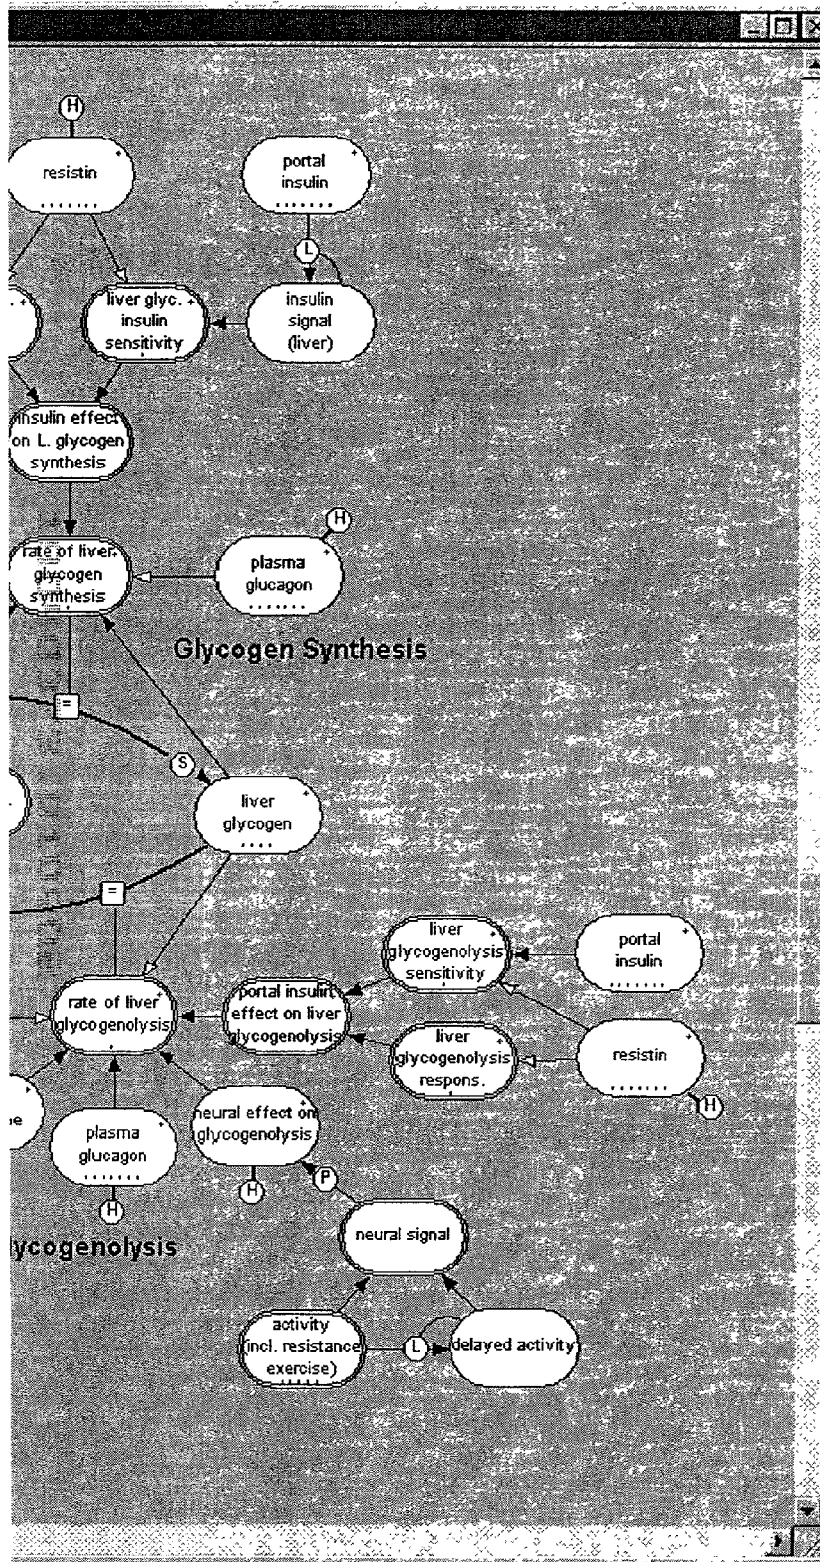 H
resistin
portal
insulin
L
liver glyc.
insulin
sensitivity
insulin
signal
(liver)
insulin effect
on L. glycogen
synthesis
H
rate of liver
glycogen
synthesis
plasma
glucagon
Glycogen Synthesis
=
S
liver
glycogen
=
liver
glycogenolysis
sensitivity
portal
insulin
rate of liver
glycogenolysis
portal insulin
effect on liver
glycogenolysis
liver
glycogenolysis
respons.
resistin
H
ne
plasma
glucagon
neural effect on
glycogenolysis
P
H
H
neural signal
lycogenolysis
activity
(incl. resistance
exercise)
L
delayed activity